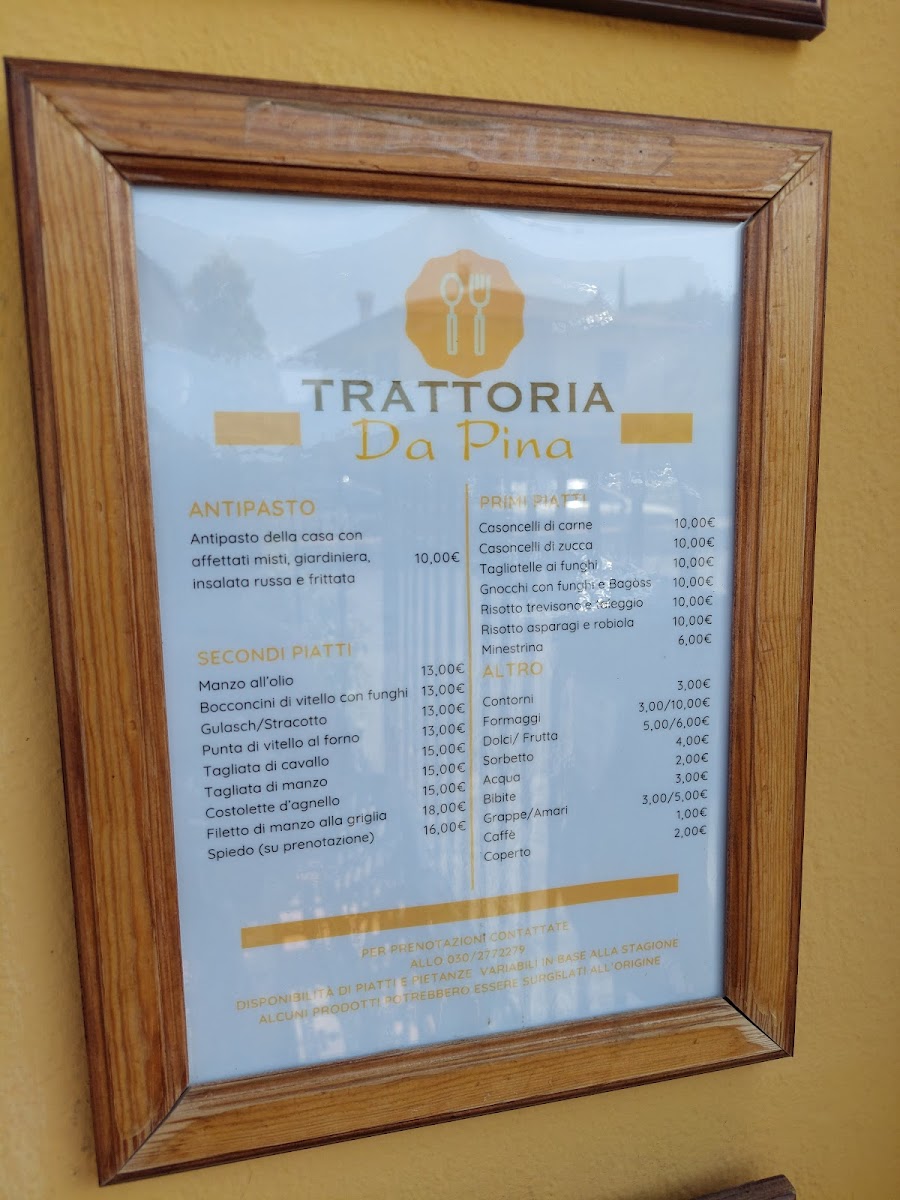 TRATTORIA
Da Pina
ANTIPASTO
Antipasto della casa con
affettati misti, giardiniera, 10,00€
insalata russa e frittata
SECONDI PIATTI
Manzo all'olio 13,00€
Bocconcini di vitello con funghi 13,00€
Gulasch/Stracotto 13,00€
Punta di vitello al forno 13,00€
Tagliata di cavallo 15,00€
Tagliata di manzo 15,00€
Costolette d'agnello 15,00€
Filetto di manzo alla griglia 18,00€
Spiedo (su prenotazione) 16,00€
PRIMI PIATTI
Casoncelli di carne 10,00€
Casoncelli di zucca 10,00€
Tagliatelle ai funghi 10,00€
Gnocchi con funghi e Bagòss 10,00€
Risotto trevisano e taleggio 10,00€
Risotto asparagi e robiola 10,00€
Minestrina 6,00€
ALTRO
Contorni 3,00€
Formaggi 3,00/10,00€
Dolci/ Frutta 5,00/6,00€
Sorbetto 4,00€
Acqua 2,00€
Bibite 3,00€
Grappe/Amari 3,00/5,00€
Caffè 1,00€
Coperto 2,00€
PER PRENOTAZIONI CONTATTATE
ALLO 030/2772279
DISPONIBILITÀ DI PIATTI E PIETANZE VARIABILI IN BASE ALLA STAGIONE
ALCUNI PRODOTTI POTREBBERO ESSERE SURGELATI ALL'ORIGINE